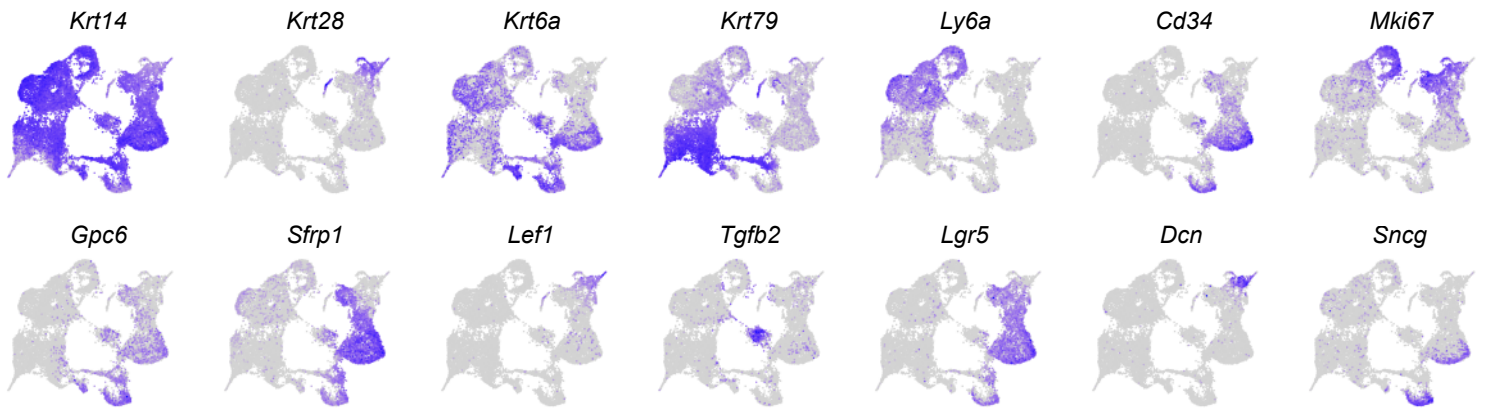 Krt14 Krt28 Krt6a Krt79 Ly6a Cd34 Mki67
Gpc6 Sfrp1 Lef1 Tgfb2 Lgr5 Dcn Sncg